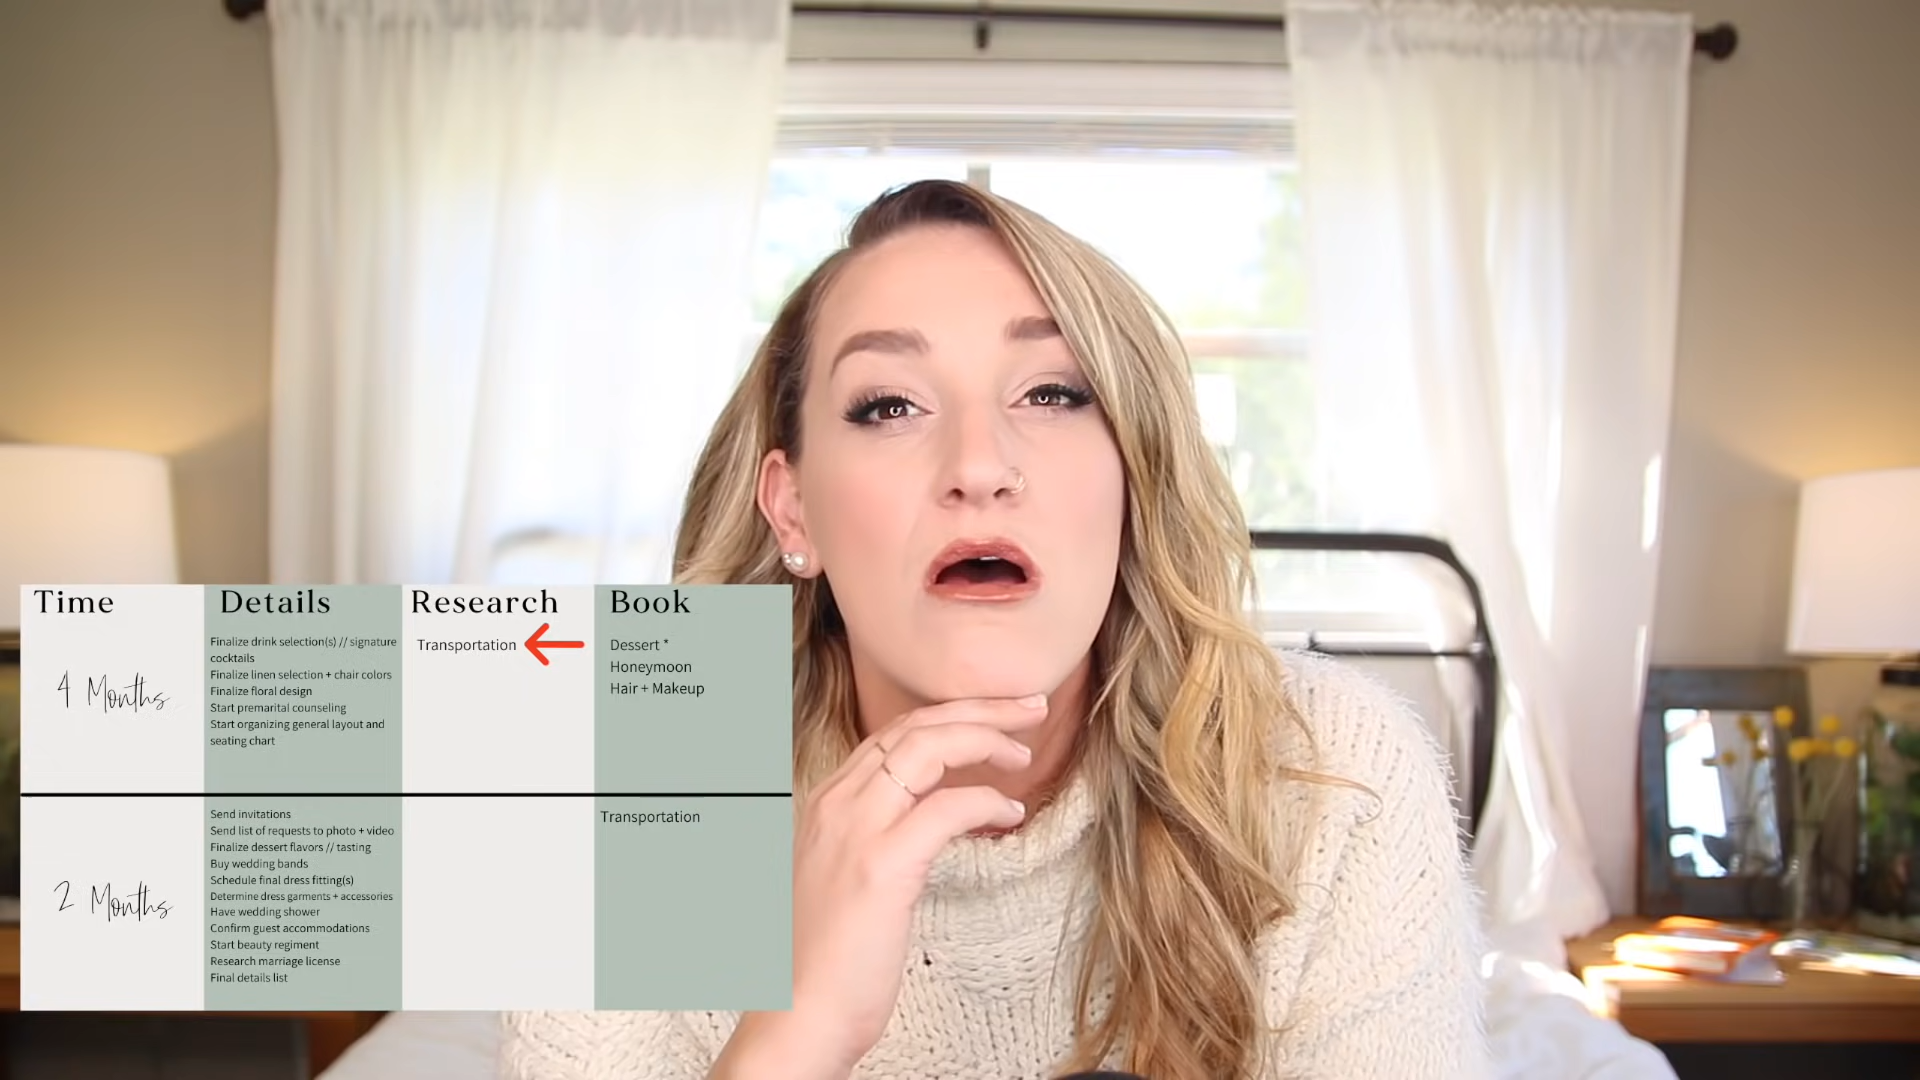 Time Details Research Book
4 Months
Finalize drink selection(s) // signature
cocktails
Finalize linen selection + chair colors
Finalize floral design
Start premarital counseling
Start organizing general layout and
seating chart
Transportation
Dessert *
Honeymoon
Hair + Makeup
2 Months
Send invitations
Send list of requests to photo + video
Finalize dessert flavors // tasting
Buy wedding bands
Schedule final dress fitting(s)
Determine dress garments + accessories
Have wedding shower
Confirm guest accommodations
Start beauty regiment
Research marriage license
Final details list
Transportation